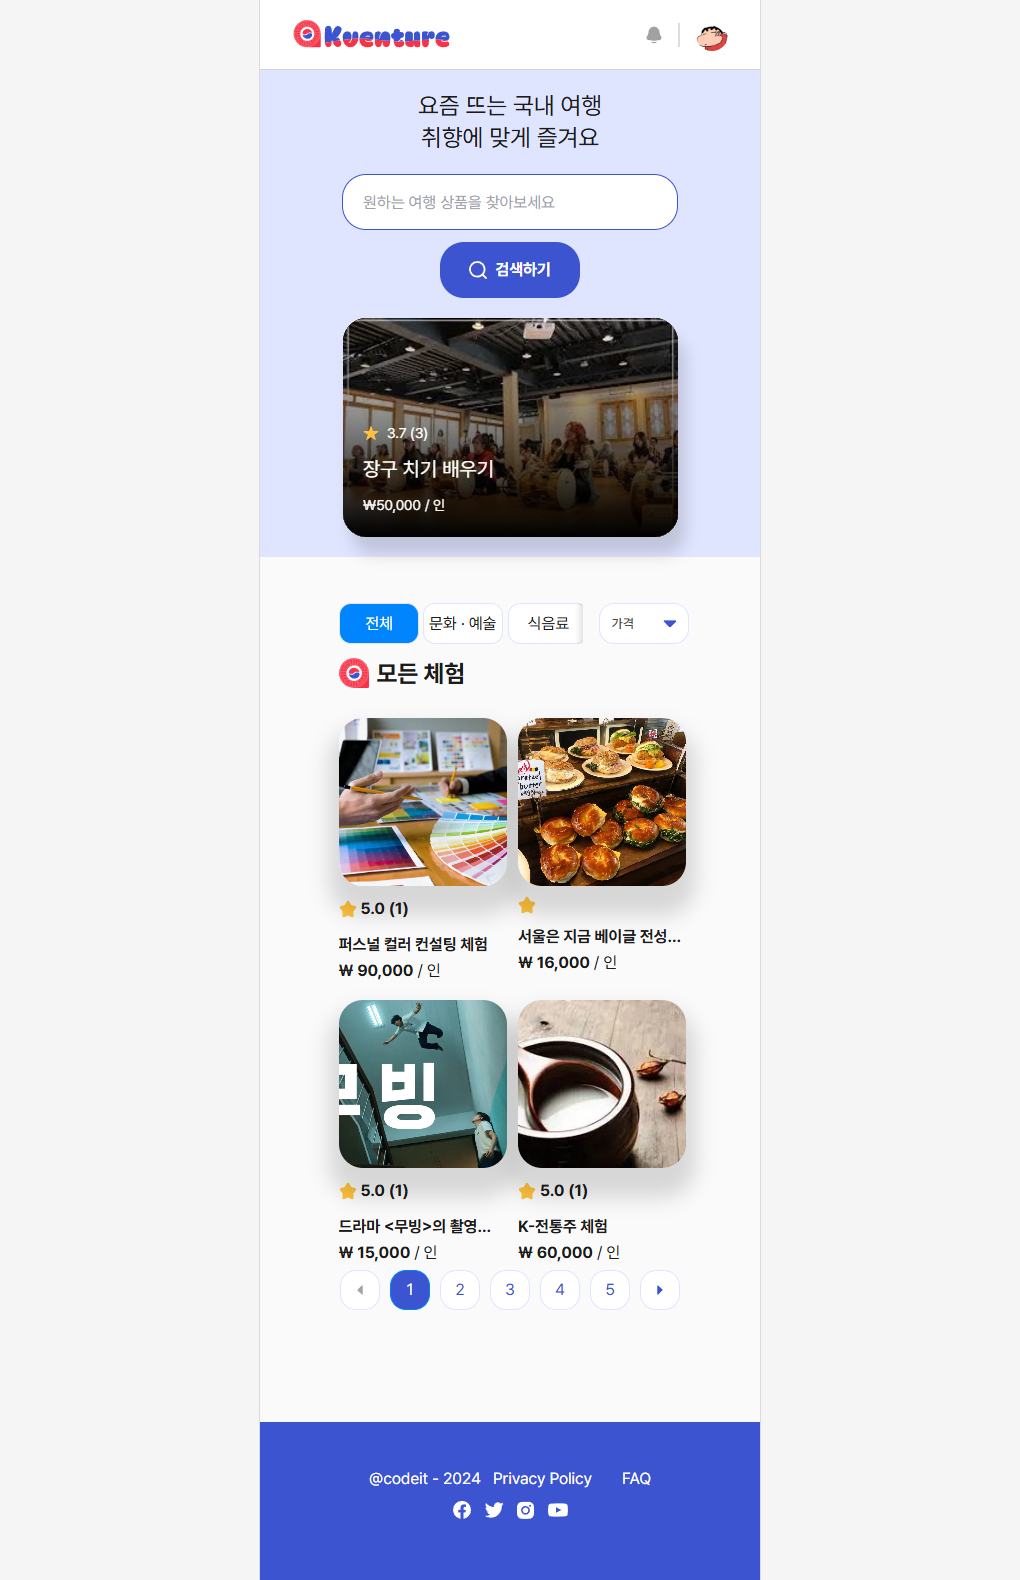 Kventure
요즘 뜨는 국내 여행
취향에 맞게 즐겨요
원하는 여행 상품을 찾아보세요
검색하기
3.7 (3)
장구 치기 배우기
₩50,000 / 인
전체 문화 · 예술 식음료 가격
모든 체험
butter
5.0 (1)
퍼스널 컬러 컨설팅 체험
₩ 90,000 / 인
서울은 지금 베이글 전성...
₩ 16,000 / 인
무빙
5.0 (1)
드라마 <무빙>의 촬영...
₩ 15,000 / 인
5.0 (1)
K-전통주 체험
₩ 60,000 / 인
1 2 3 4 5
@codeit - 2024 Privacy Policy FAQ